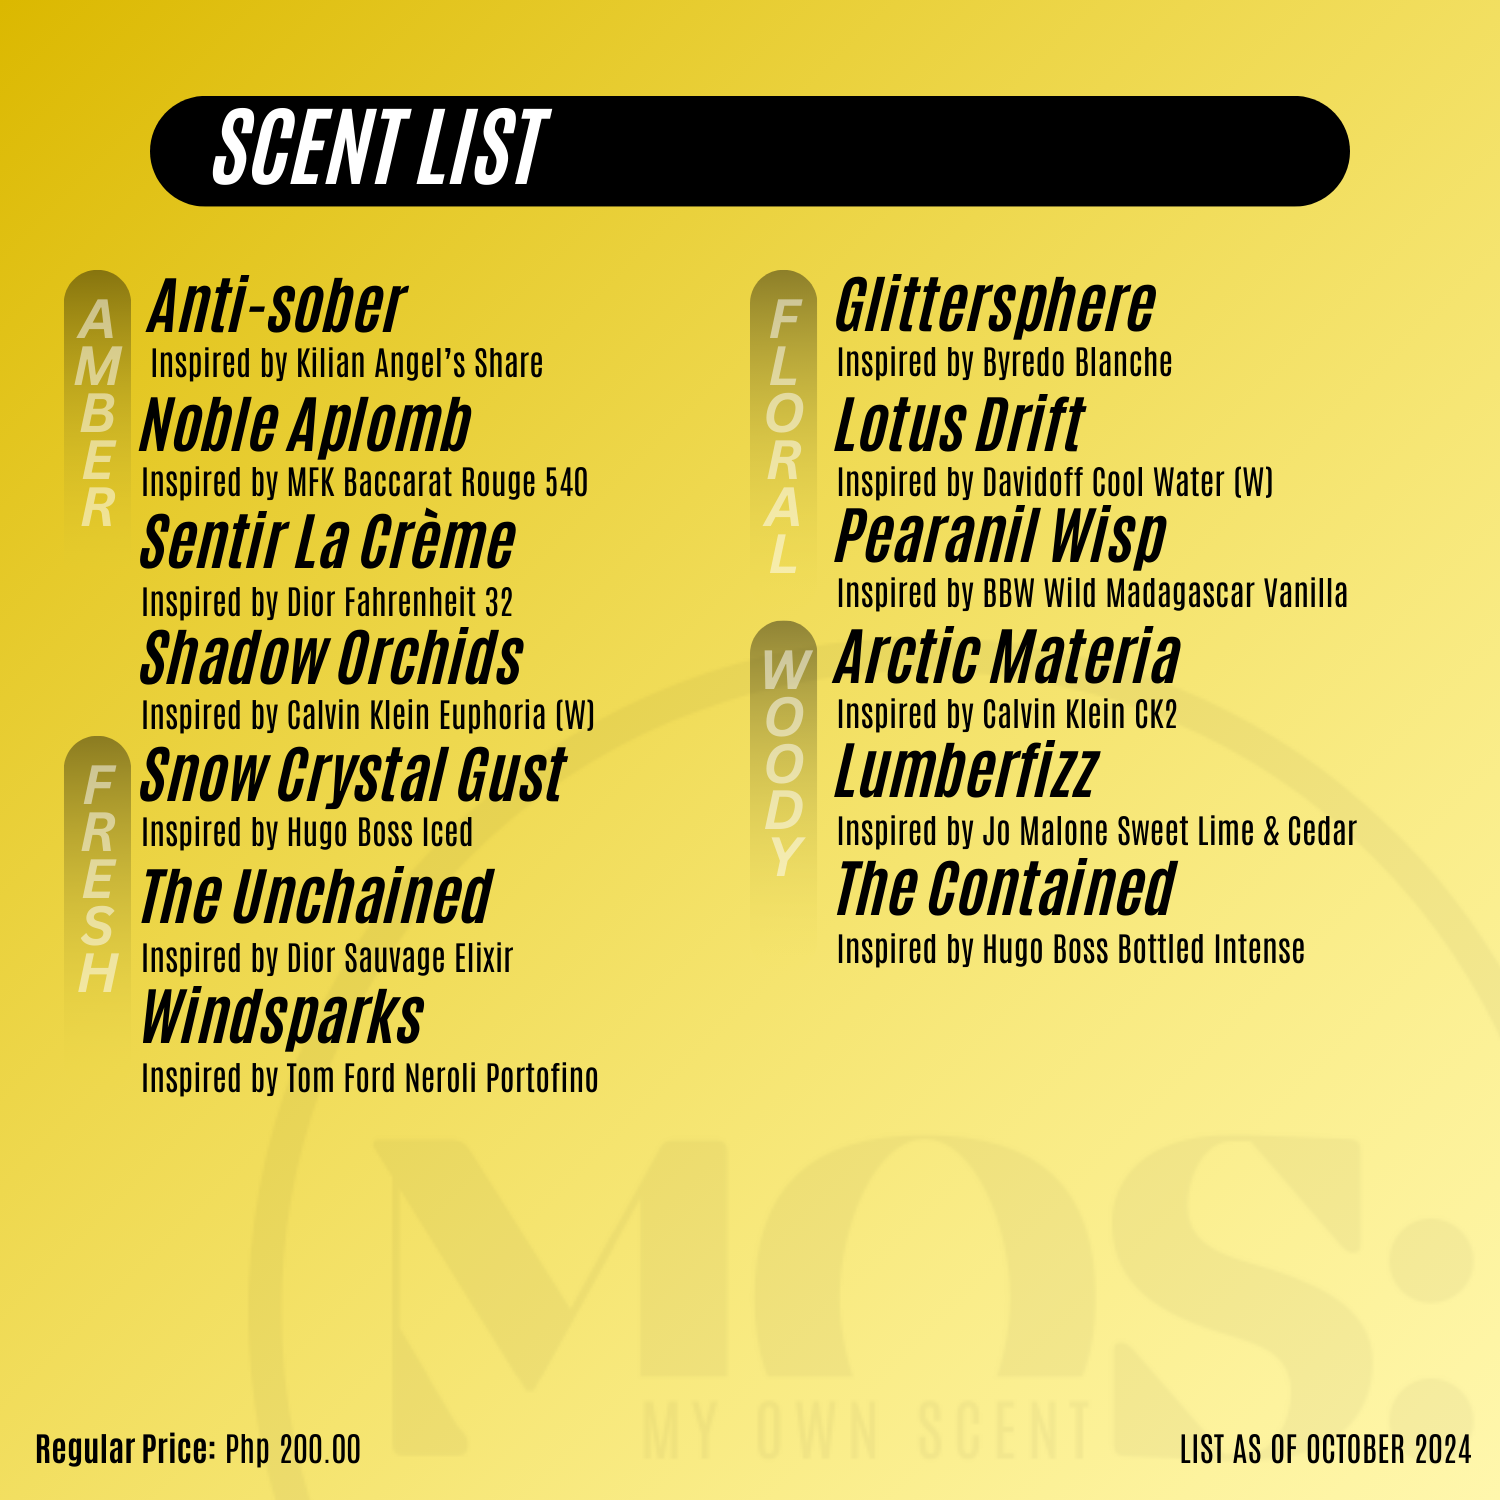 SCENT LIST
AMBER
Anti-sober
Inspired by Kilian Angel's Share
Noble Aplomb
Inspired by MFK Baccarat Rouge 540
Sentir La Crème
Inspired by Dior Fahrenheit 32
Shadow Orchids
Inspired by Calvin Klein Euphoria (W)
FRESH
Snow Crystal Gust
Inspired by Hugo Boss Iced
The Unchained
Inspired by Dior Sauvage Elixir
Windsparks
Inspired by Tom Ford Neroli Portofino
FLORAL
Glittersphere
Inspired by Byredo Blanche
Lotus Drift
Inspired by Davidoff Cool Water (W)
Pearanil Wisp
Inspired by BBW Wild Madagascar Vanilla
WOODY
Arctic Materia
Inspired by Calvin Klein CK2
Lumberfizz
Inspired by Jo Malone Sweet Lime & Cedar
The Contained
Inspired by Hugo Boss Bottled Intense
MOS:
MY OWN SCENT
Regular Price: Php 200.00
LIST AS OF OCTOBER 2024